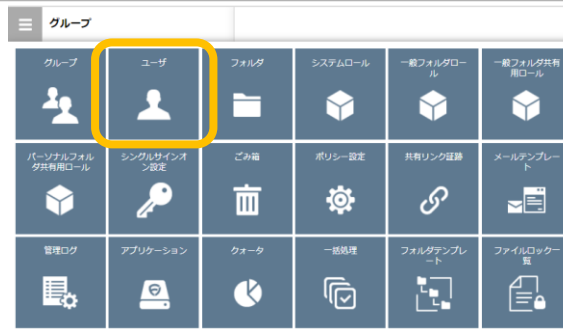 グループ
グループ
ユーザ
フォルダ
システムロール
一般フォルダロー
ル
一般フォルダ共有
用ロール
パーソナルフォル
ダ共有用ロール
シングルサインオ
ン設定
ごみ箱
ポリシー設定
共有リンク証跡
メールテンプレー
ト
管理ログ
アプリケーション
クォータ
一括処理
フォルダテンプレ
ート
ファイルロック一
覧